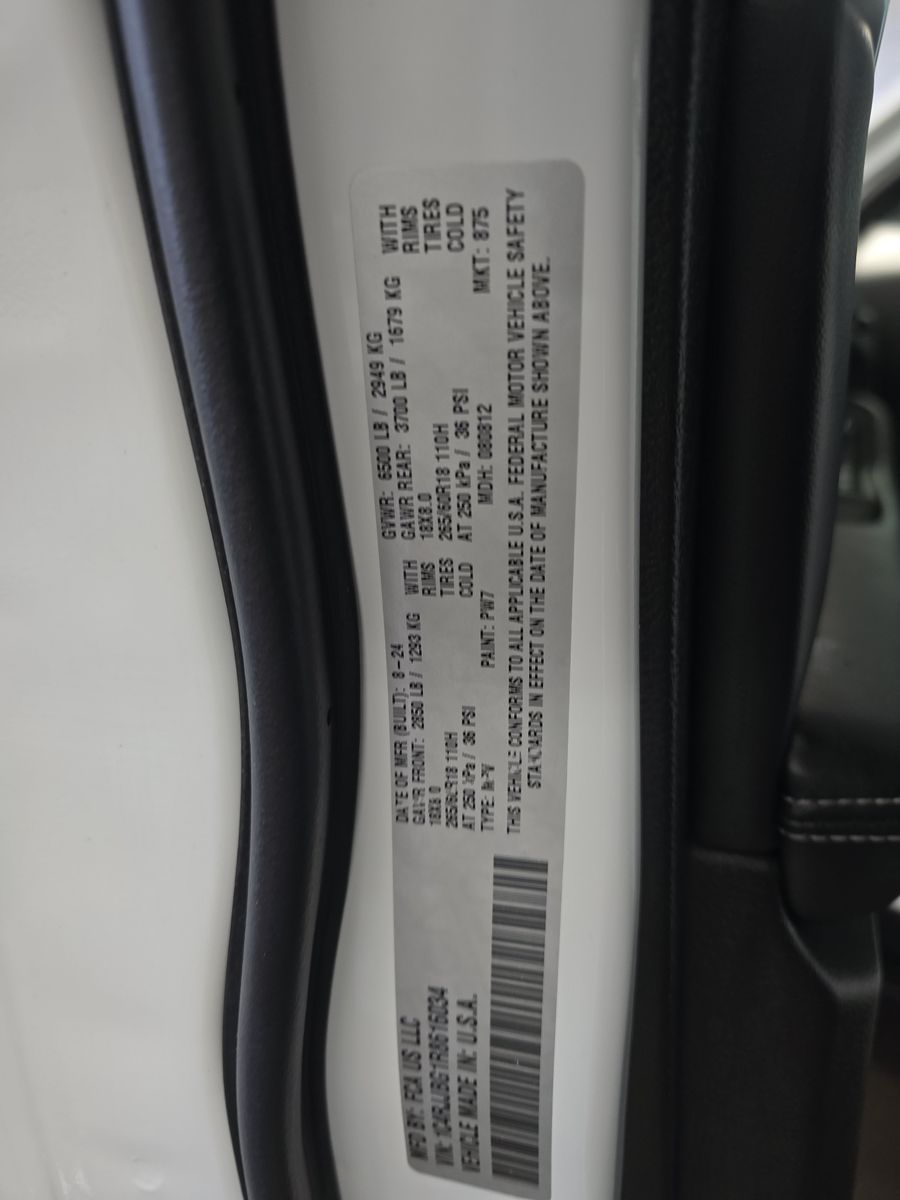 MFD BY: FCA US LLC
VIN: 1C4RJJBG1R8616034
VEHICLE MADE IN: U.S.A.
DATE OF MFR (BUILT): 8-24 GVWR: 6500 LB / 2949 KG
GAWR FRONT: 2850 LB / 1293 KG WITH GAWR REAR: 3700 LB / 1679 KG WITH
18X8.0 RIMS 18X8.0 RIMS
265/60R18 110H TIRES 265/60R18 110H TIRES
AT 250 kPa / 36 PSI COLD AT 250 kPa / 36 PSI COLD
TYPE: MPV PAINT: PW7 MDH: 080812 MKT: 875
THIS VEHICLE CONFORMS TO ALL APPLICABLE U.S.A. FEDERAL MOTOR VEHICLE SAFETY
STANDARDS IN EFFECT ON THE DATE OF MANUFACTURE SHOWN ABOVE.